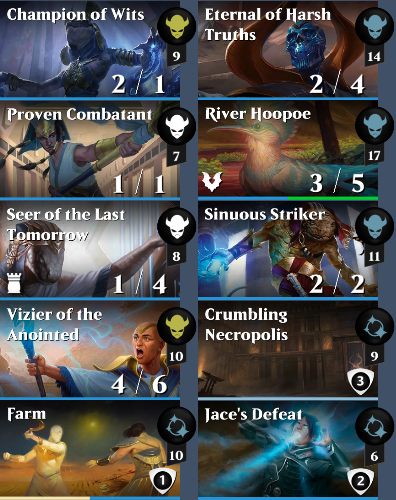 Champion of Wits
9
2 / 1
Eternal of Harsh
Truths
14
2 / 4
Proven Combatant
7
1 / 1
River Hoopoe
17
3 / 5
Seer of the Last
Tomorrow
8
1 / 4
Sinuous Striker
11
2 / 2
Vizier of the
Anointed
10
4 / 6
Crumbling
Necropolis
9
3
Farm
10
1
Jace's Defeat
6
2